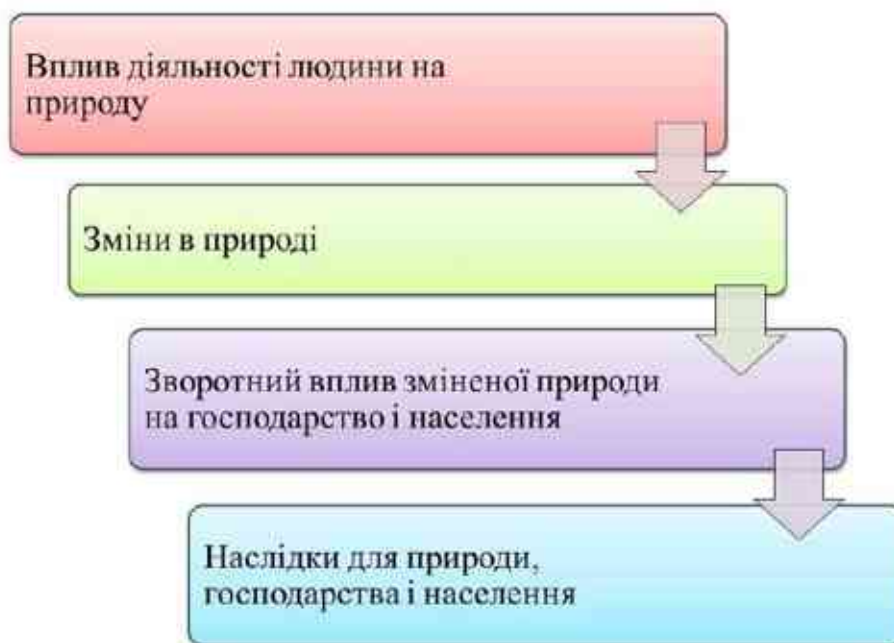 Вплив діяльності людини на
природу
Зміни в природі
Зворотний вплив зміненої природи
на господарство і населення
Наслідки для природи,
господарства і населення